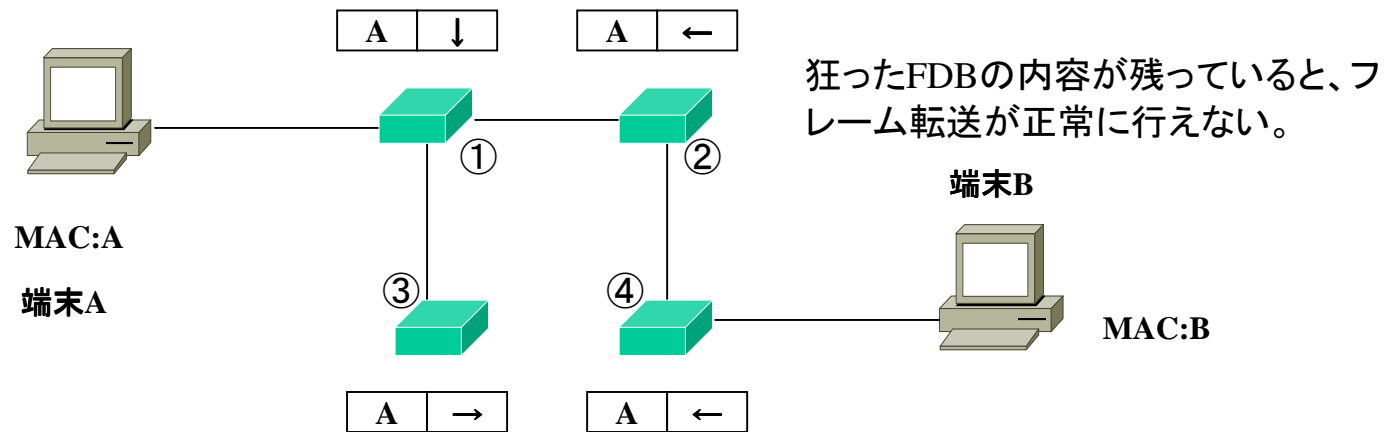 A ↓
A ←
狂ったFDBの内容が残っていると、フ
レーム転送が正常に行えない。
①
②
端末B
MAC:A
端末A
③
④
MAC:B
A →
A ←